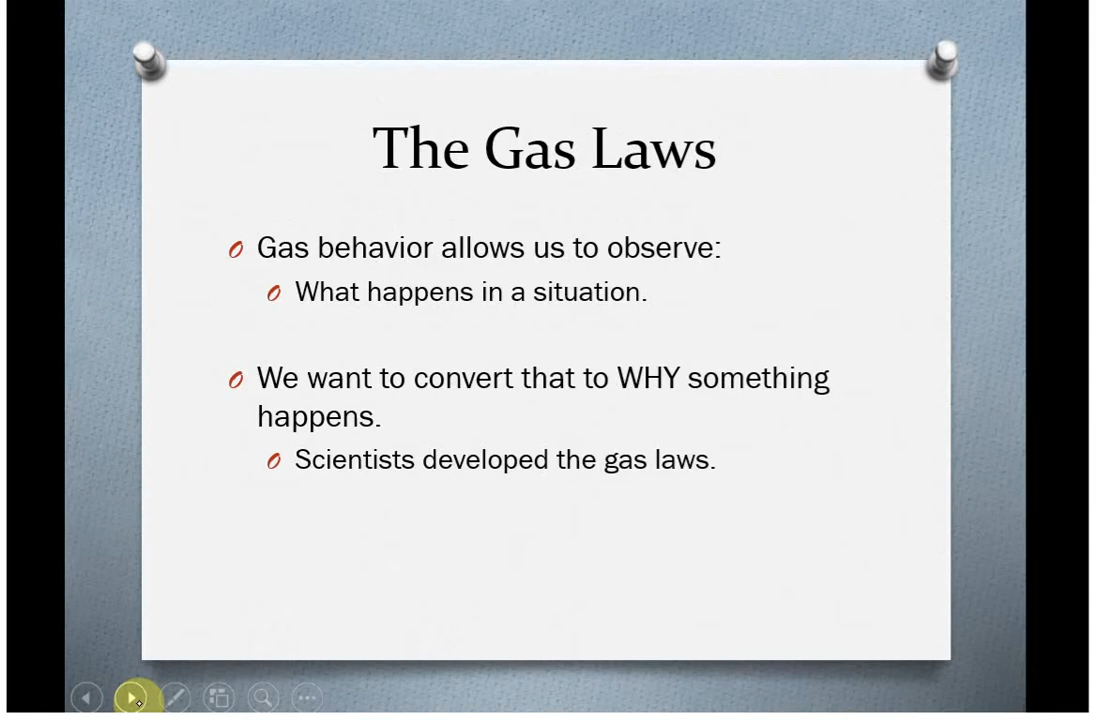 The Gas Laws
Gas behavior allows us to observe:
What happens in a situation.
We want to convert that to WHY something
happens.
Scientists developed the gas laws.